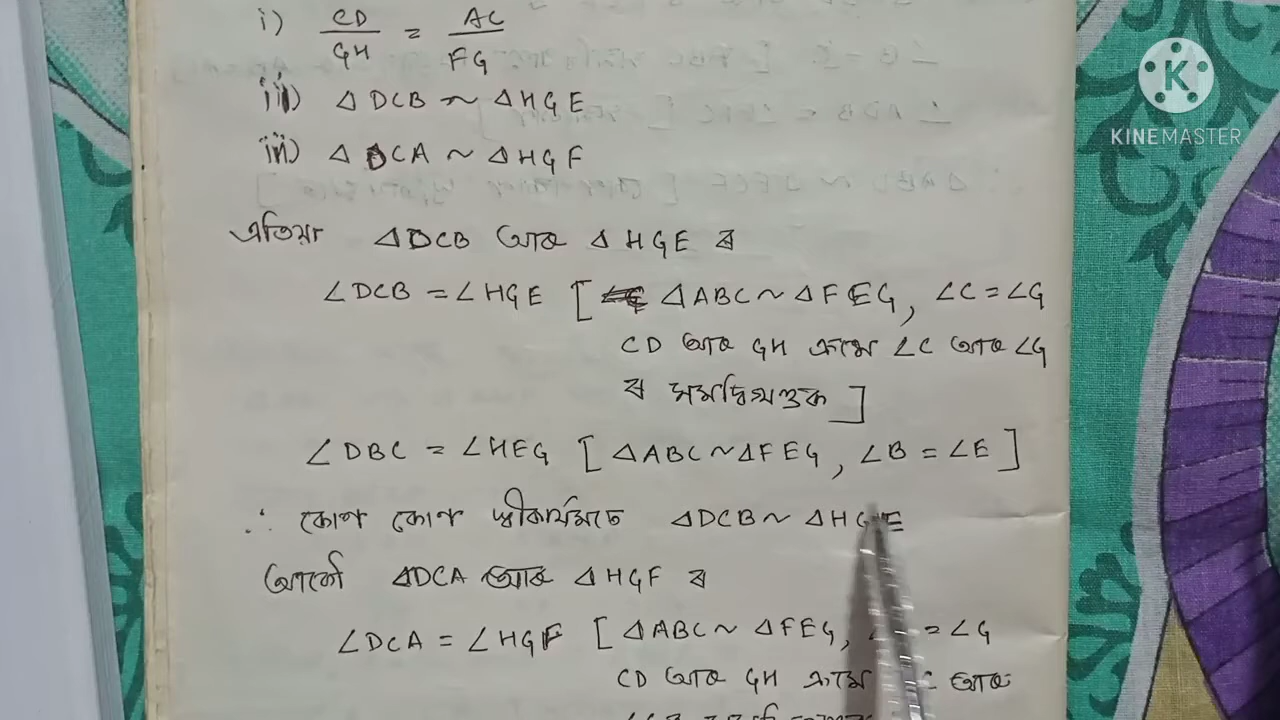 i) CD/GH = AC/FG
ii) △DCB ~ △HGE
iii) △DCA ~ △HGF
KINEMASTER
এতিয়া △DCB আৰু △HGE ৰ
∠DCB = ∠HGE [ △ABC ~ △FEG, ∠C = ∠G
CD আৰু GH ক্ৰমে ∠C আৰু ∠G
ৰ সমদ্বিখণ্ডক ]
∠DBC = ∠HEG [ △ABC ~ △FEG, ∠B = ∠E ]
∴ কোণ কোণ স্বীকাৰ্যমতে △DCB ~ △HGE
আকৌ △DCA আৰু △HGF ৰ
∠DCA = ∠HGF [ △ABC ~ △FEG, = ∠G
CD আৰু GH ক্ৰমে C আৰু